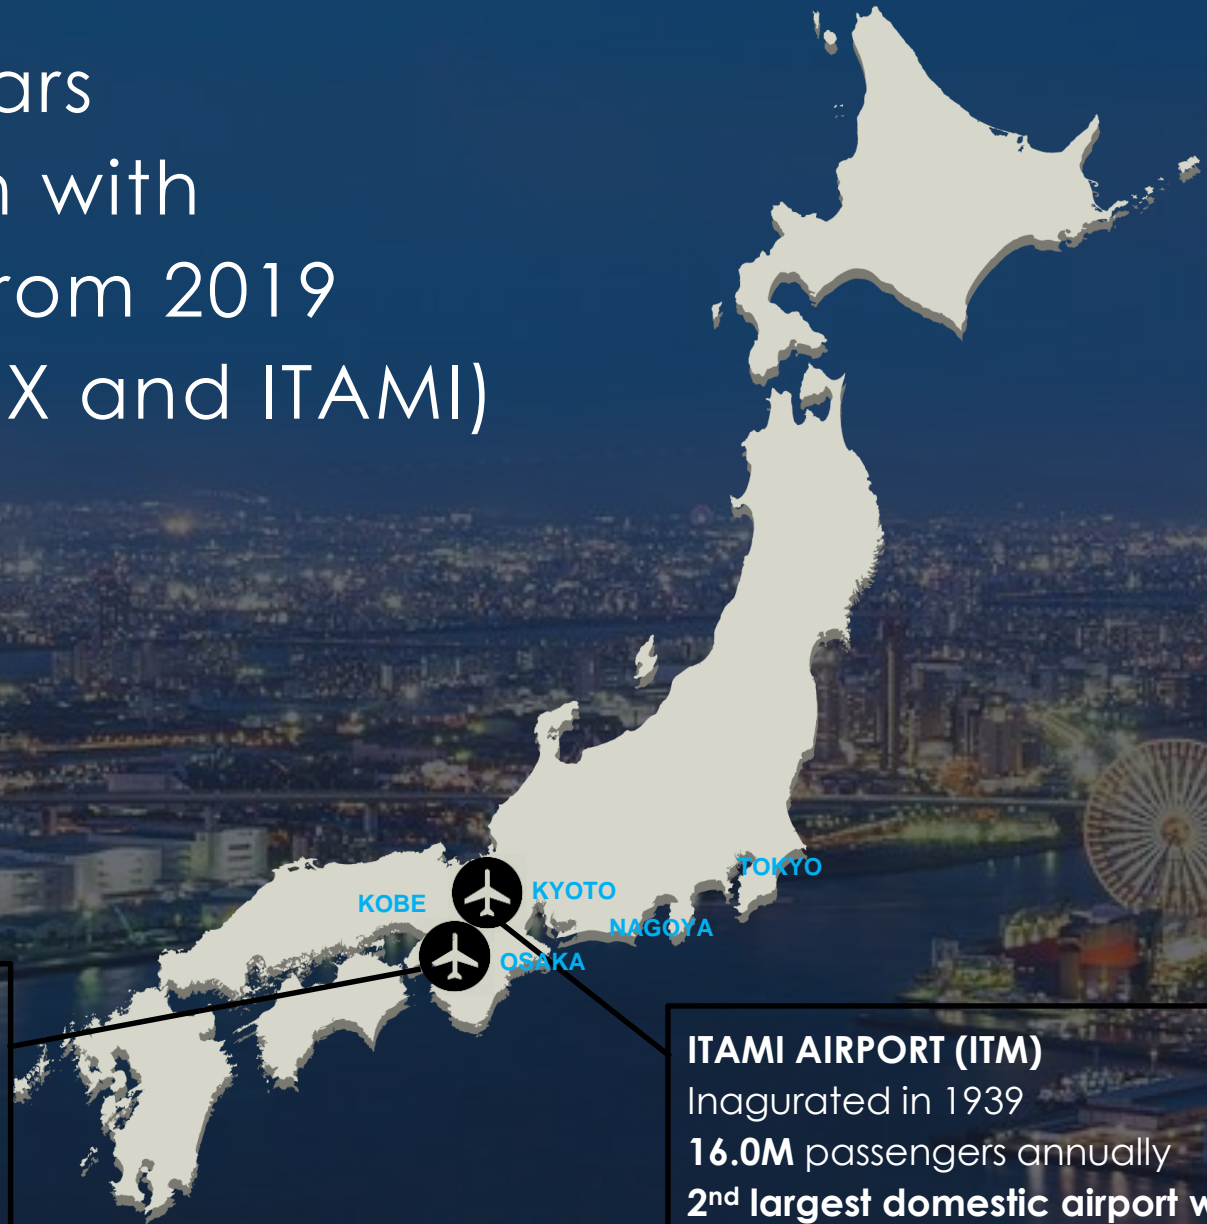 ars
with
rom 2019
X and ITAMI)
TOKYO
KYOTO
KOBE
NAGOYA
OSAKA
ITAMI AIRPORT (ITM)
Inagurated in 1939
16.0M passengers annually
2nd largest domestic airport w